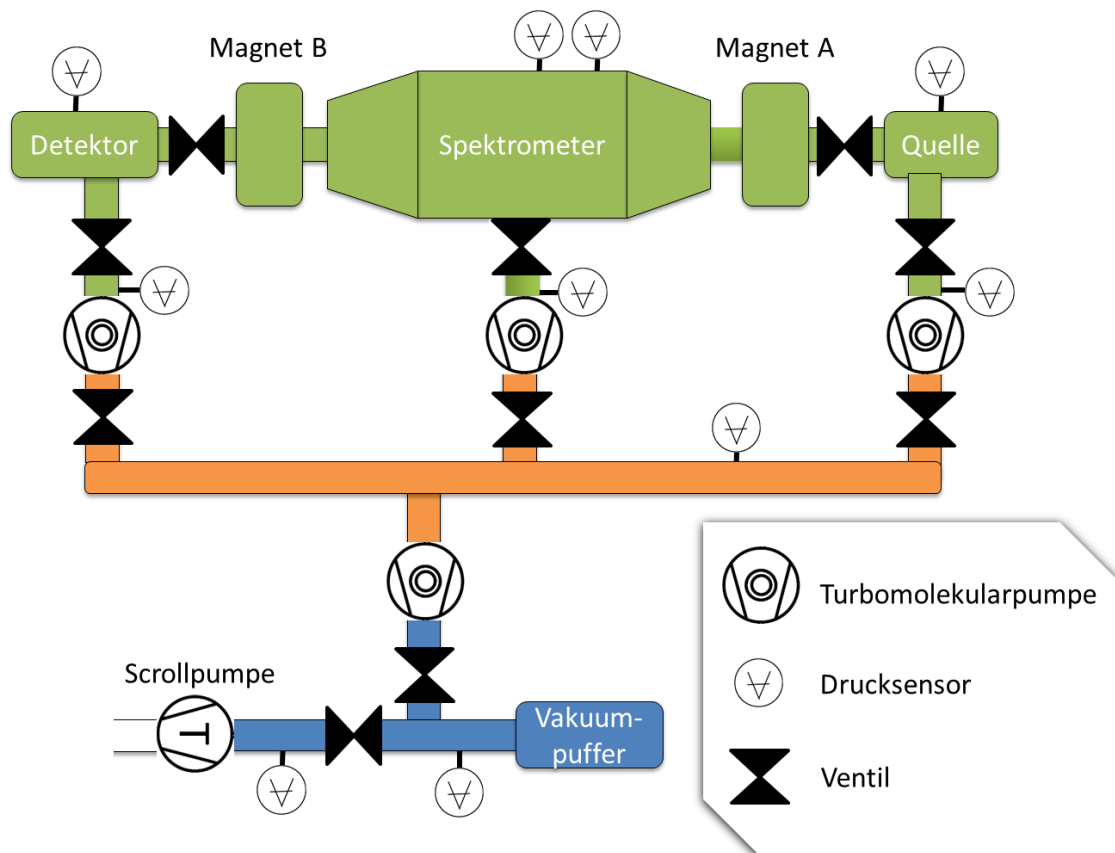 Magnet B
Magnet A
Detektor
Spektrometer
Quelle
Scrollpumpe
Vakuum-
puffer
Turbomolekularpumpe
Drucksensor
Ventil